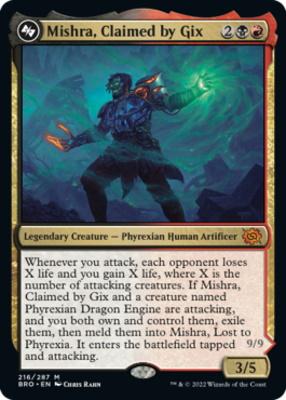 Mishra, Claimed by Gix 2
Legendary Creature — Phyrexian Human Artificer
Whenever you attack, each opponent loses
X life and you gain X life, where X is the
number of attacking creatures. If Mishra,
Claimed by Gix and a creature named
Phyrexian Dragon Engine are attacking,
and you both own and control them, exile
them, then meld them into Mishra, Lost to
Phyrexia. It enters the battlefield tapped
and attacking. 9/9
3/5
216/287 M
BRO • EN Chris Rahn
™ & © 2022 Wizards of the Coast